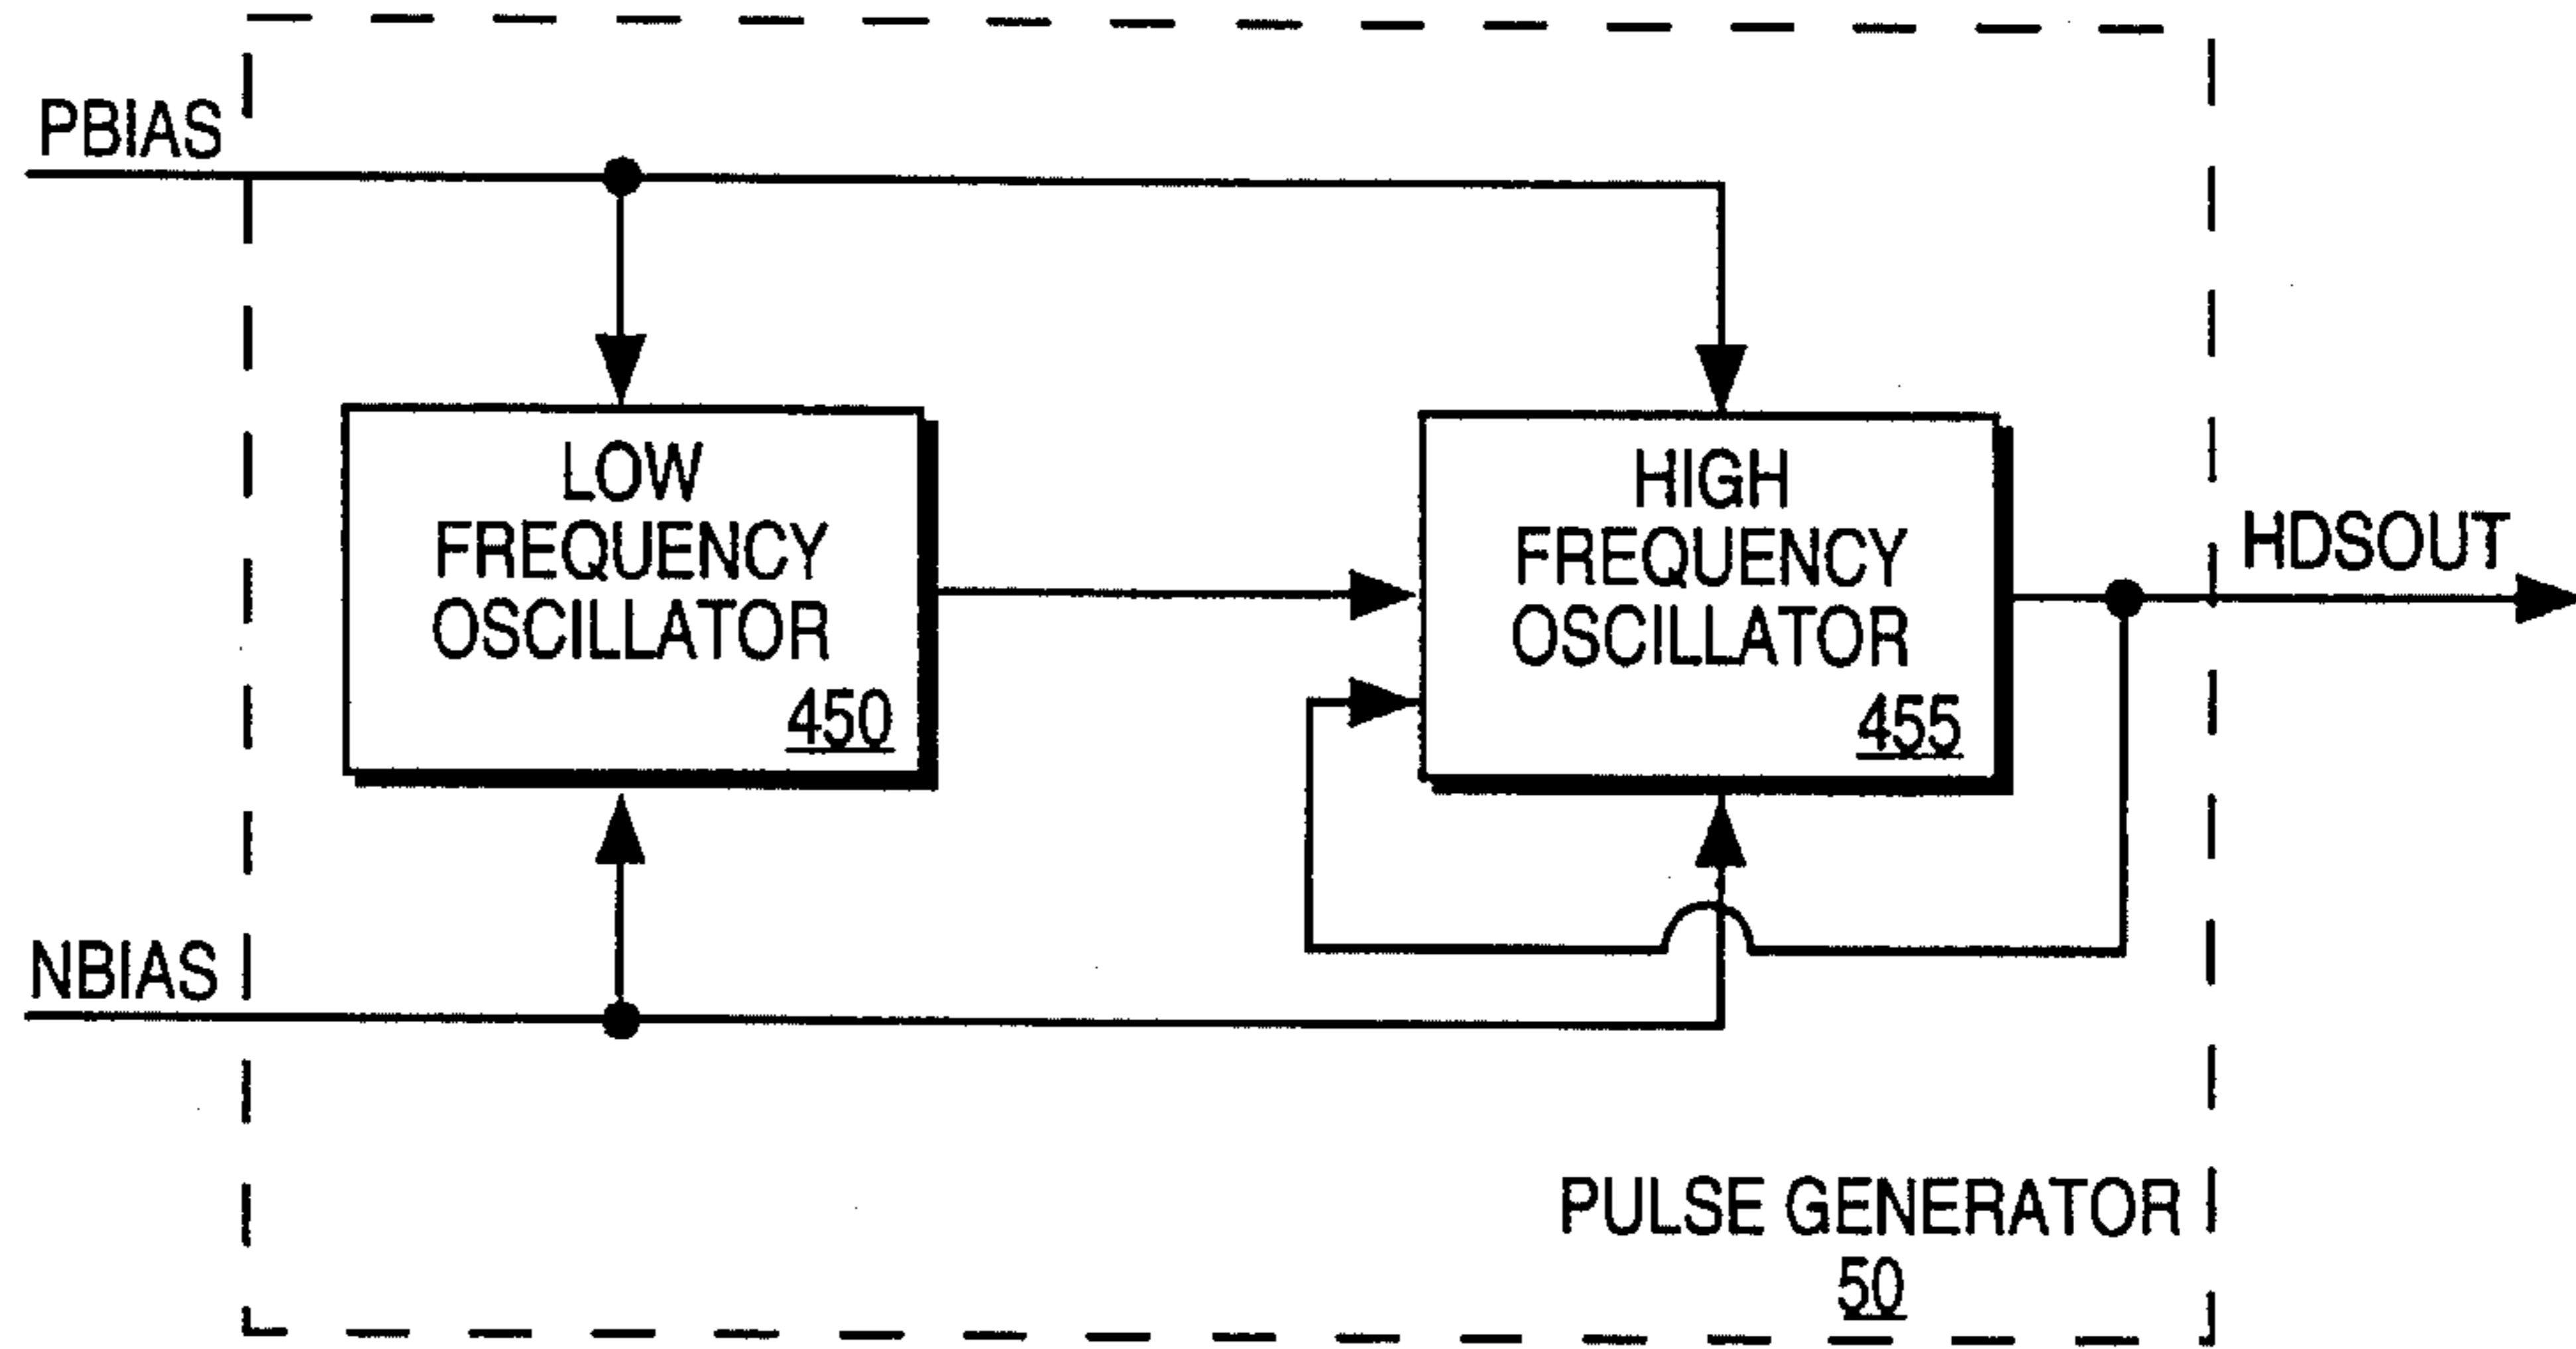 PBIAS
LOW
FREQUENCY
OSCILLATOR
450
HIGH
FREQUENCY
OSCILLATOR
455
HDSOUT
NBIAS
PULSE GENERATOR
50